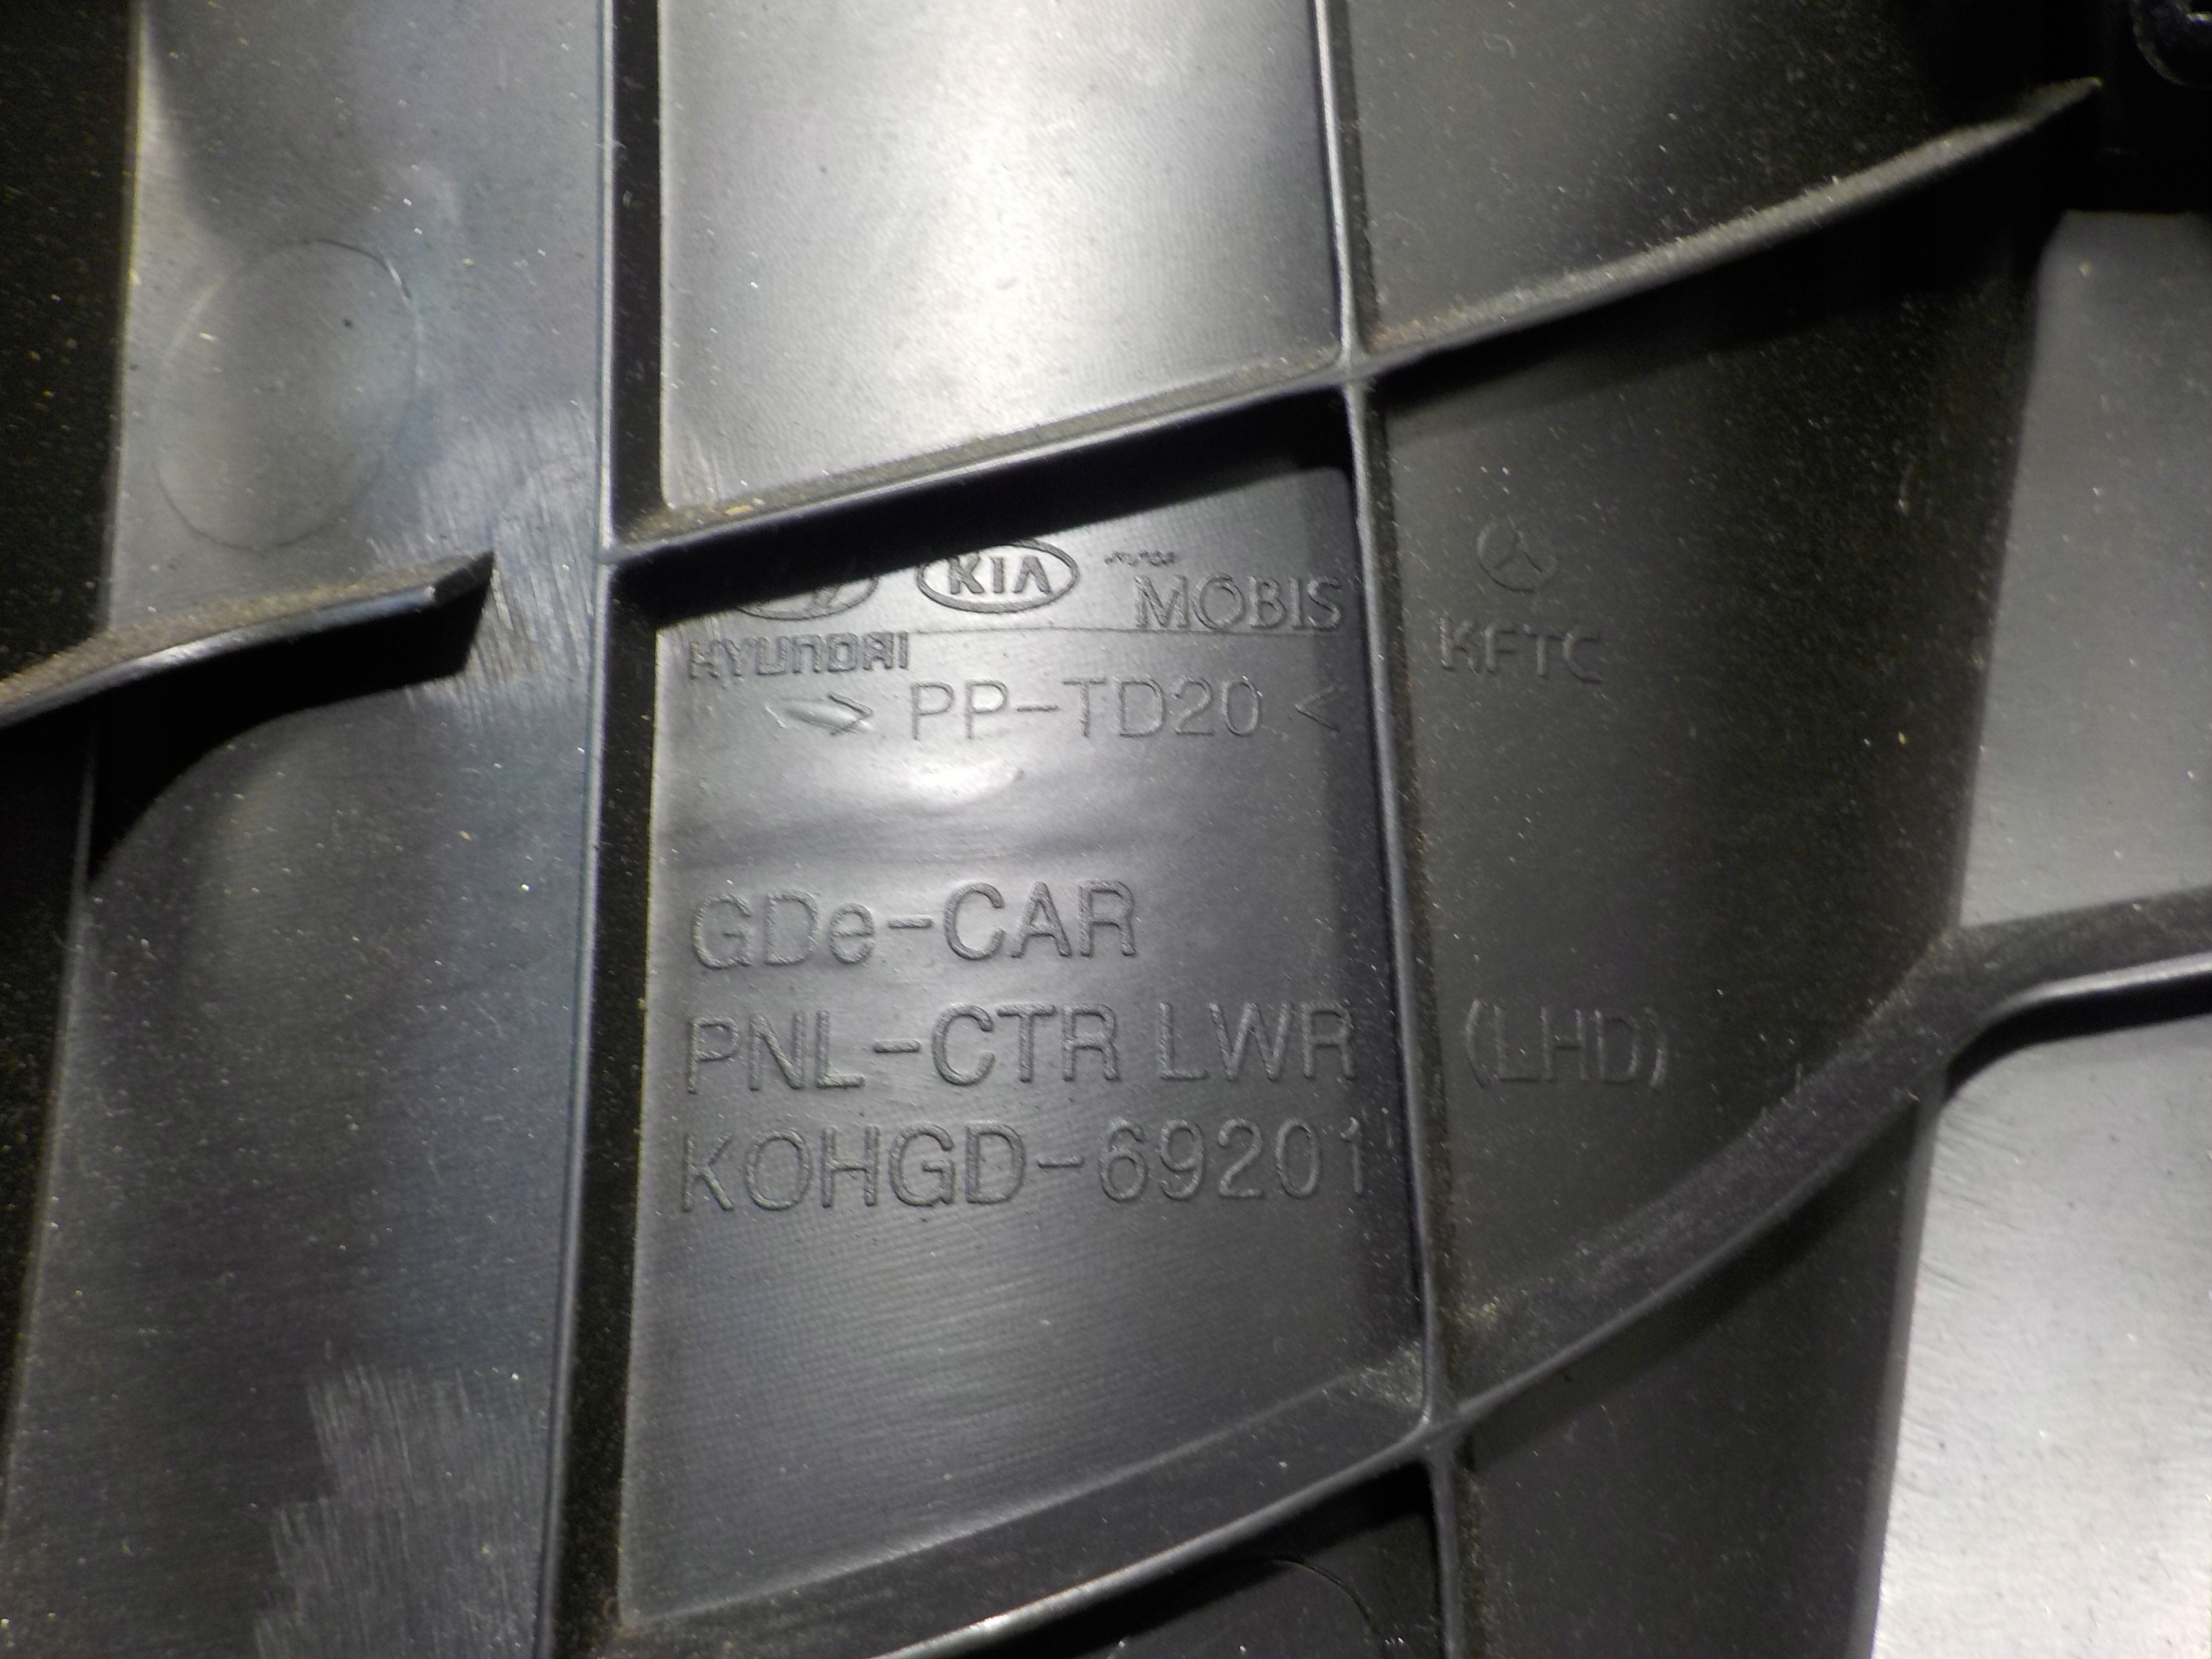 KIA MOBIS
HYUNDAI KFTC
> PP-TD20 <
GDe-CAR
PNL-CTR LWR (LHD)
KOHGD-69201